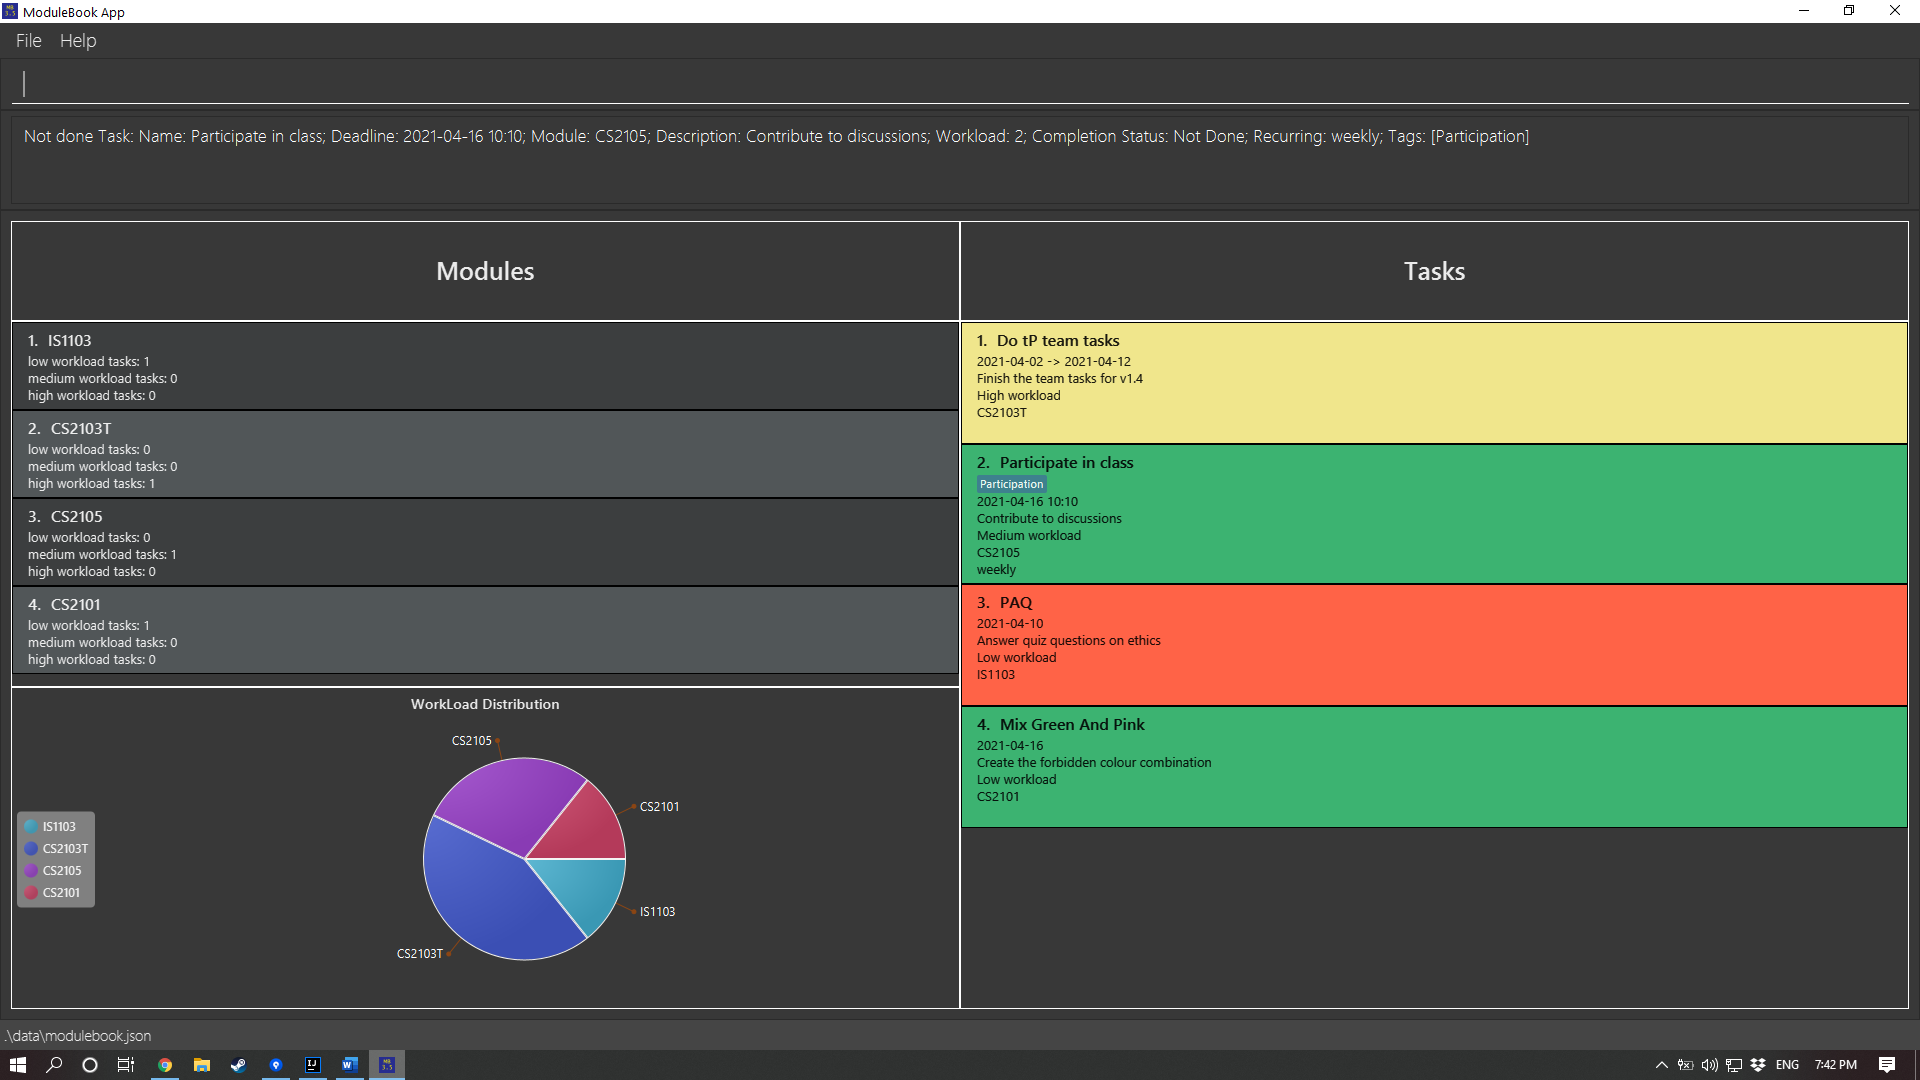 ModuleBook App
File Help
Not done Task: Name: Participate in class; Deadline: 2021-04-16 10:10; Module: CS2105; Description: Contribute to discussions; Workload: 2; Completion Status: Not Done; Recurring: weekly; Tags: [Participation]
Modules
1. IS1103
low workload tasks: 1
medium workload tasks: 0
high workload tasks: 0
2. CS2103T
low workload tasks: 0
medium workload tasks: 0
high workload tasks: 1
3. CS2105
low workload tasks: 0
medium workload tasks: 1
high workload tasks: 0
4. CS2101
low workload tasks: 1
medium workload tasks: 0
high workload tasks: 0
WorkLoad Distribution
CS2105
CS2101
IS1103
CS2103T
IS1103
CS2103T
CS2105
CS2101
Tasks
1. Do tP team tasks
2021-04-02 -> 2021-04-12
Finish the team tasks for v1.4
High workload
CS2103T
2. Participate in class
Participation
2021-04-16 10:10
Contribute to discussions
Medium workload
CS2105
weekly
3. PAQ
2021-04-10
Answer quiz questions on ethics
Low workload
IS1103
4. Mix Green And Pink
2021-04-16
Create the forbidden colour combination
Low workload
CS2101
.\data\modulebook.json
ENG 7:42 PM